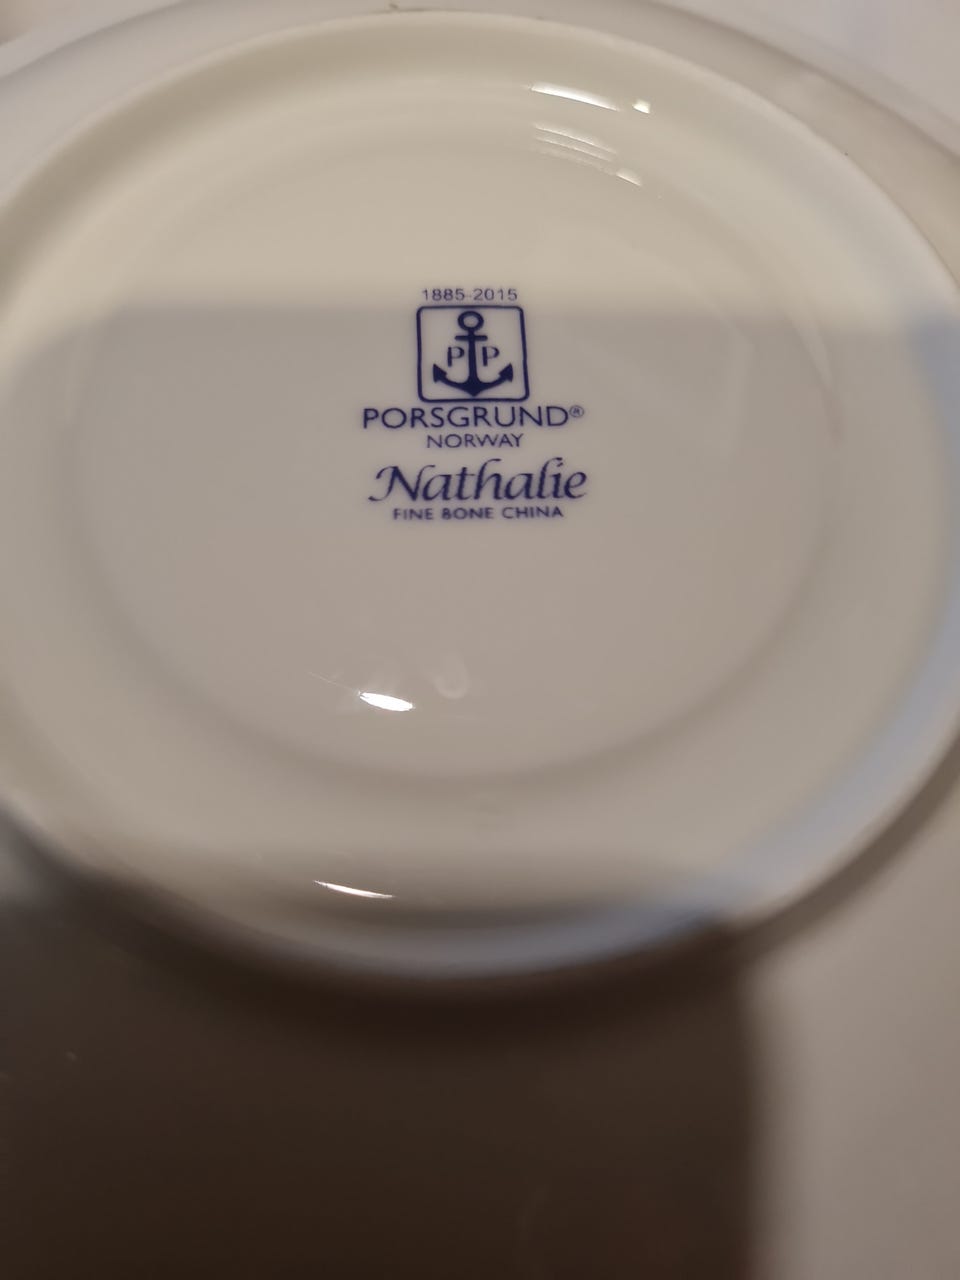 1885-2015
P P
PORSGRUND®
NORWAY
Nathalie
FINE BONE CHINA